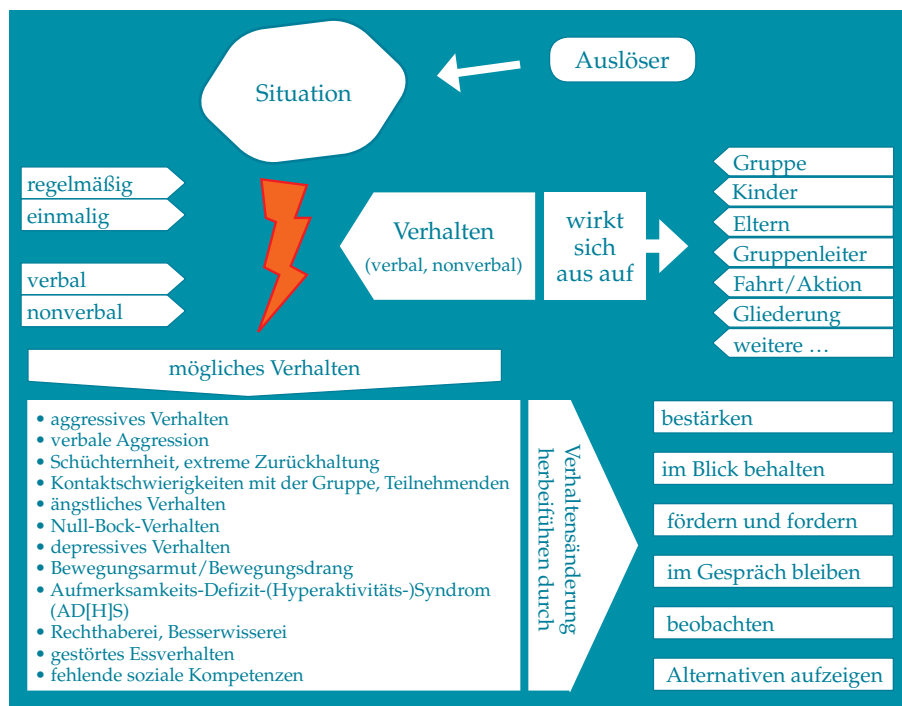 Auslöser
Situation
regelmäßig
einmalig
verbal
nonverbal
Verhalten
(verbal, nonverbal)
wirkt
sich
aus auf
Gruppe
Kinder
Eltern
Gruppenleiter
Fahrt/Aktion
Gliederung
weitere …
mögliches Verhalten
• aggressives Verhalten
• verbale Aggression
• Schüchternheit, extreme Zurückhaltung
• Kontaktschwierigkeiten mit der Gruppe, Teilnehmenden
• ängstliches Verhalten
• Null-Bock-Verhalten
• depressives Verhalten
• Bewegungsarmut/Bewegungsdrang
• Aufmerksamkeits-Defizit-(Hyperaktivitäts-)Syndrom
(AD[H]S)
• Rechthaberei, Besserwisserei
• gestörtes Essverhalten
• fehlende soziale Kompetenzen
Verhaltensänderung
herbeiführen durch
bestärken
im Blick behalten
fördern und fordern
im Gespräch bleiben
beobachten
Alternativen aufzeigen